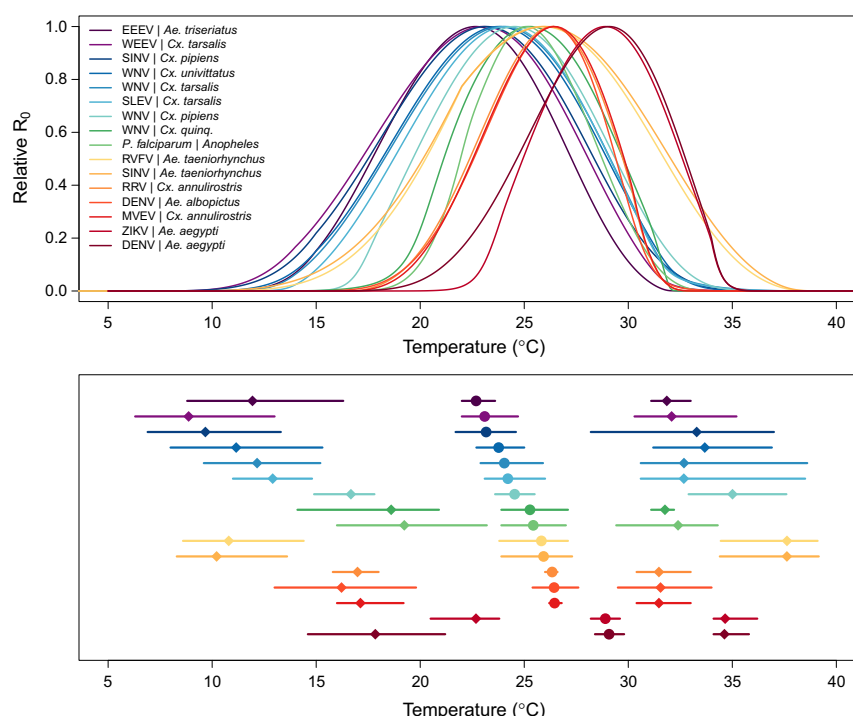 1.0
0.8
0.6
0.4
0.2
0.0
Relative R0
EEEV | Ae. triseriatus
WEEV | Cx. tarsalis
SINV | Cx. pipiens
WNV | Cx. univittatus
WNV | Cx. tarsalis
SLEV | Cx. tarsalis
WNV | Cx. pipiens
WNV | Cx. quinq.
P. falciparum | Anopheles
RVFV | Ae. taeniorhynchus
SINV | Ae. taeniorhynchus
RRV | Cx. annulirostris
DENV | Ae. albopictus
MVEV | Cx. annulirostris
ZIKV | Ae. aegypti
DENV | Ae. aegypti
5 10 15 20 25 30 35 40
Temperature (°C)
5 10 15 20 25 30 35 40
Temperature (°C)